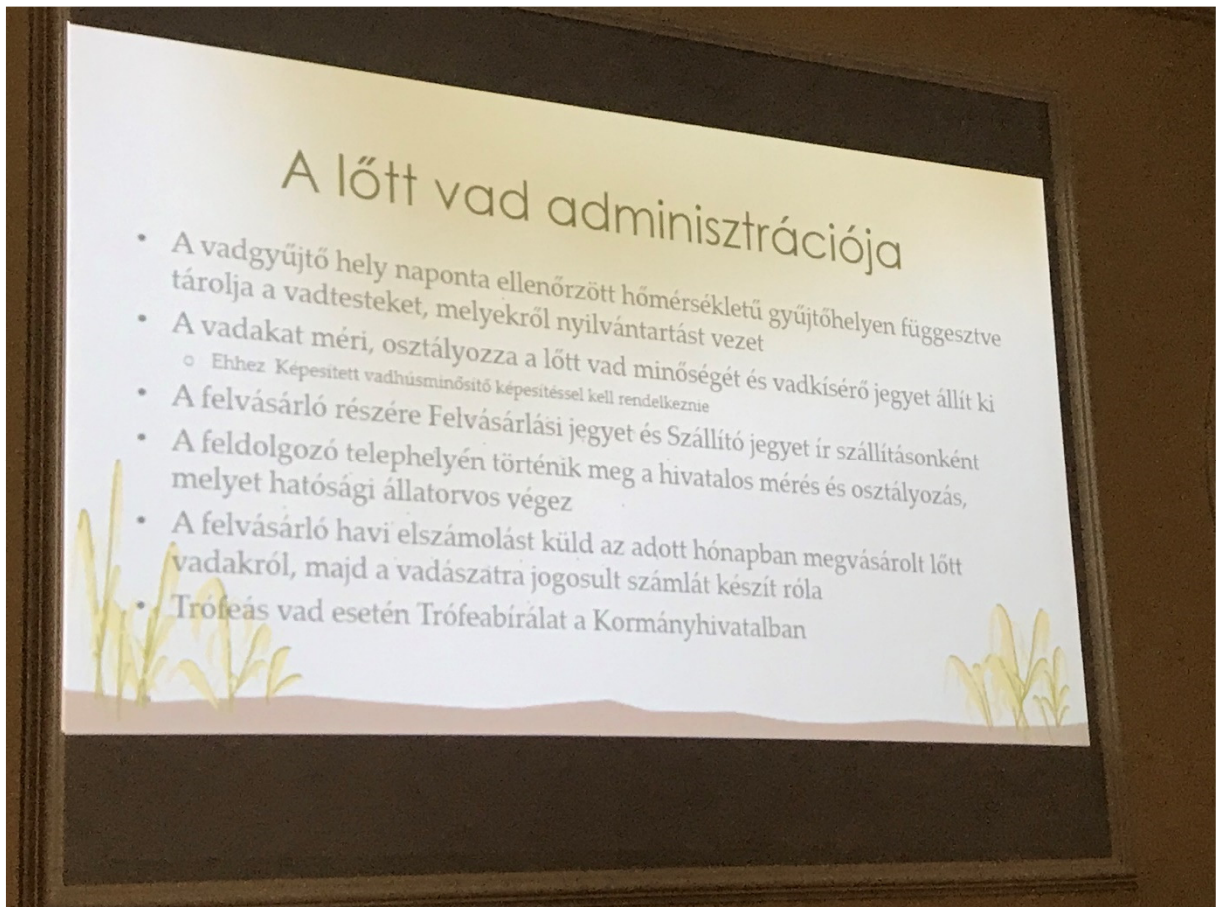 A lőtt vad adminisztrációja
• A vadgyűjtő hely naponta ellenőrzött hőmérsékletű gyűjtőhelyen függesztve
tárolja a vadtesteket, melyekről nyilvántartást vezet
• A vadakat méri, osztályozza a lőtt vad minőségét és vadkísérő jegyet állít ki
○ Ehhez Képesített vadhúsminősítő képesítéssel kell rendelkeznie
• A felvásárló részére Felvásárlási jegyet és Szállító jegyet ír szállításonként
• A feldolgozó telephelyén történik meg a hivatalos mérés és osztályozás,
melyet hatósági állatorvos végez
• A felvásárló havi elszámolást küld az adott hónapban megvásárolt lőtt
vadakról, majd a vadászatra jogosult számlát készít róla
• Trófeás vad esetén Trófeabírálat a Kormányhivatalban